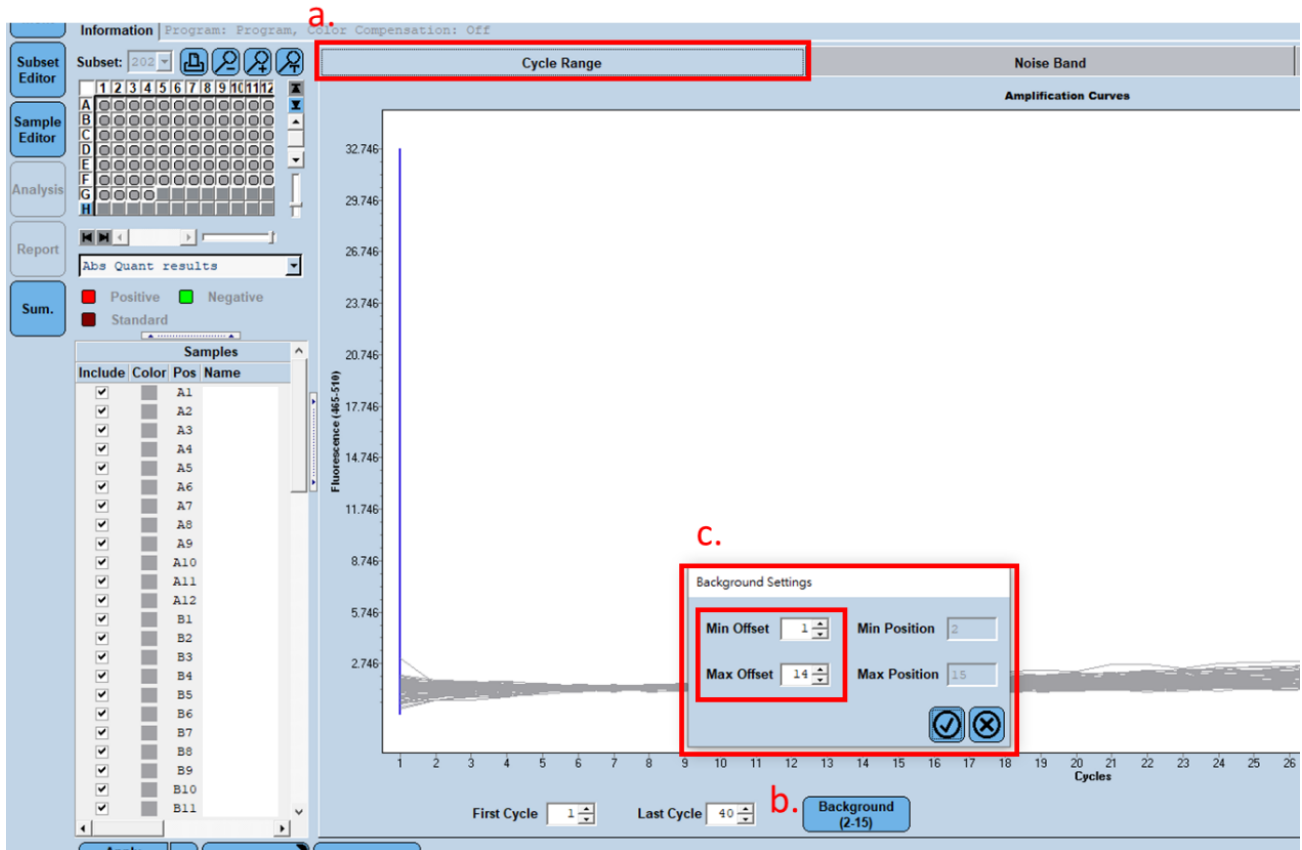 a.
Information Program: Program, Color Compensation: Off
Subset Editor
Sample Editor
Analysis
Report
Sum.
Subset: 202
1 2 3 4 5 6 7 8 9 10 11 12
A
B
C
D
E
F
G
H
Abs Quant results
Positive Negative
Standard
Samples
Include Color Pos Name
A1
A2
A3
A4
A5
A6
A7
A8
A9
A10
A11
A12
B1
B2
B3
B4
B5
B6
B7
B8
B9
B10
B11
Cycle Range Noise Band
Amplification Curves
Fluorescence (465-510)
32.746
29.746
26.746
23.746
20.746
17.746
14.746
11.746
8.746
5.746
2.746
c.
Background Settings
Min Offset 1 Min Position 2
Max Offset 14 Max Position 15
1 2 3 4 5 6 7 8 9 10 11 12 13 14 15 16 17 18 19 20 21 22 23 24 25 26
Cycles
First Cycle 1 Last Cycle 40 b. Background
(2-15)